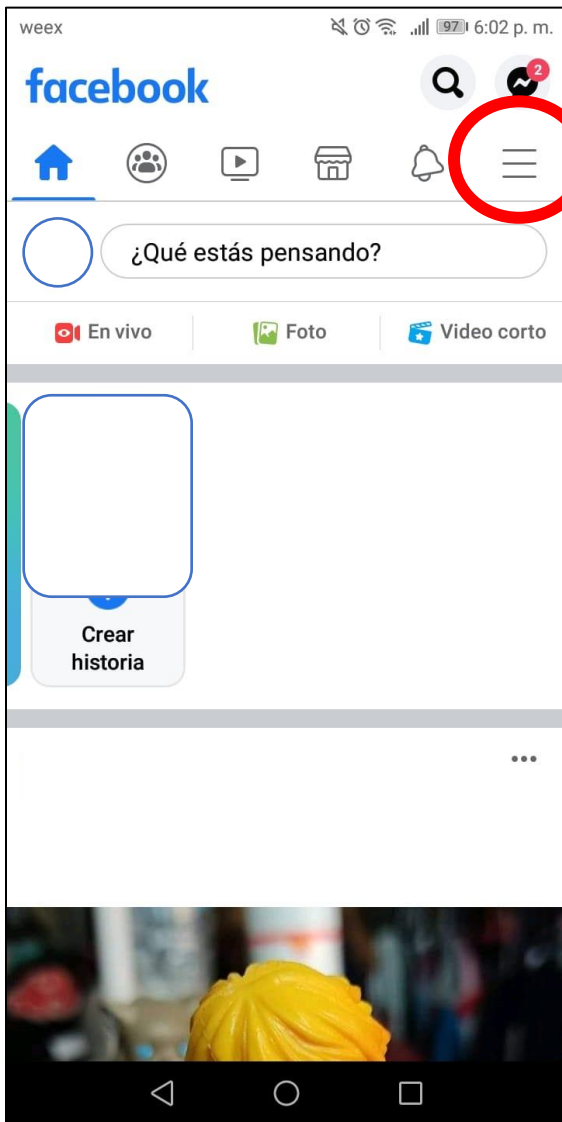 weex 97 6:02 p. m.
facebook 2
¿Qué estás pensando?
En vivo Foto Video corto
Crear
historia